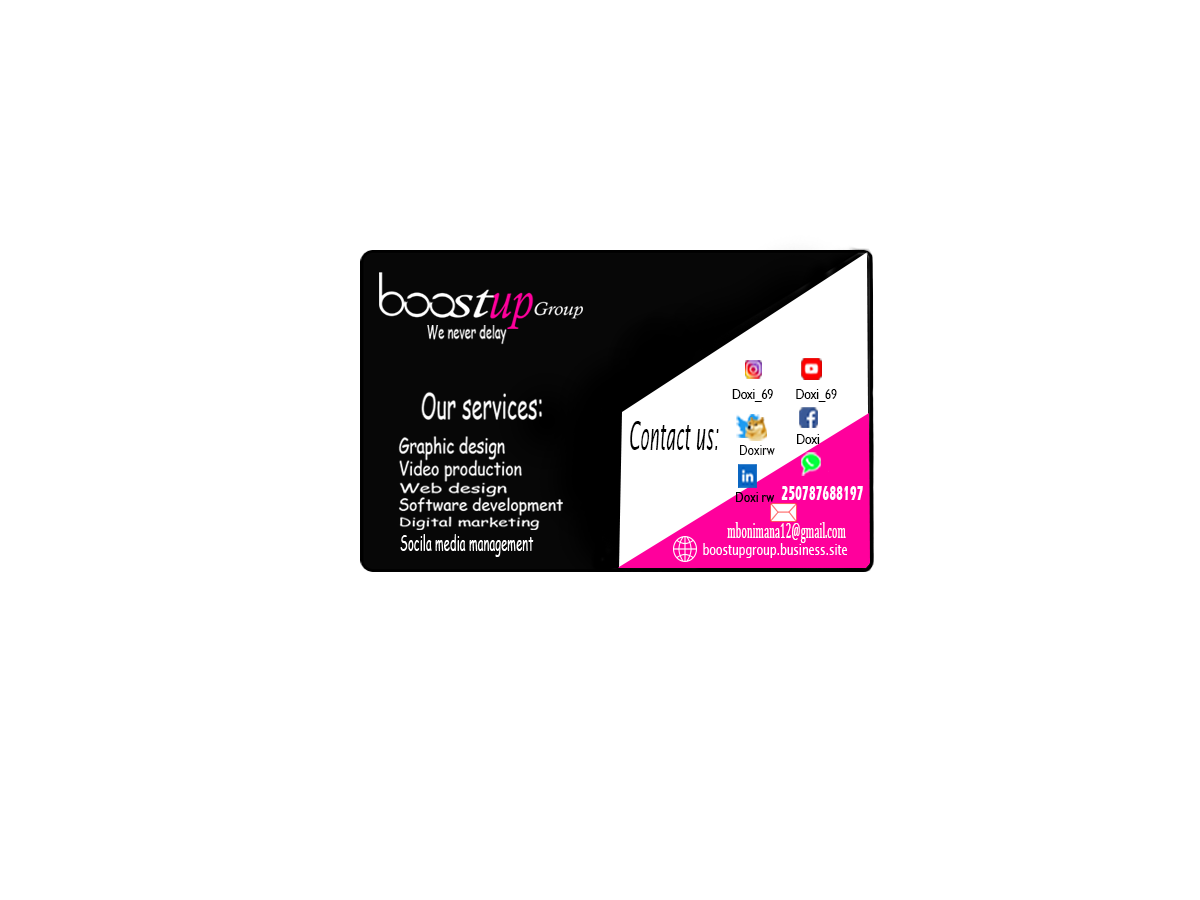 boostup Group
We never delay
Our services:
Graphic design
Video production
Web design
Software development
Digital marketing
Socila media management
Contact us:
Doxi_69
Doxi_69
Doxirw
Doxi
Doxi rw
250787688197
mbonimana12@gmail.com
boostupgroup.business.site